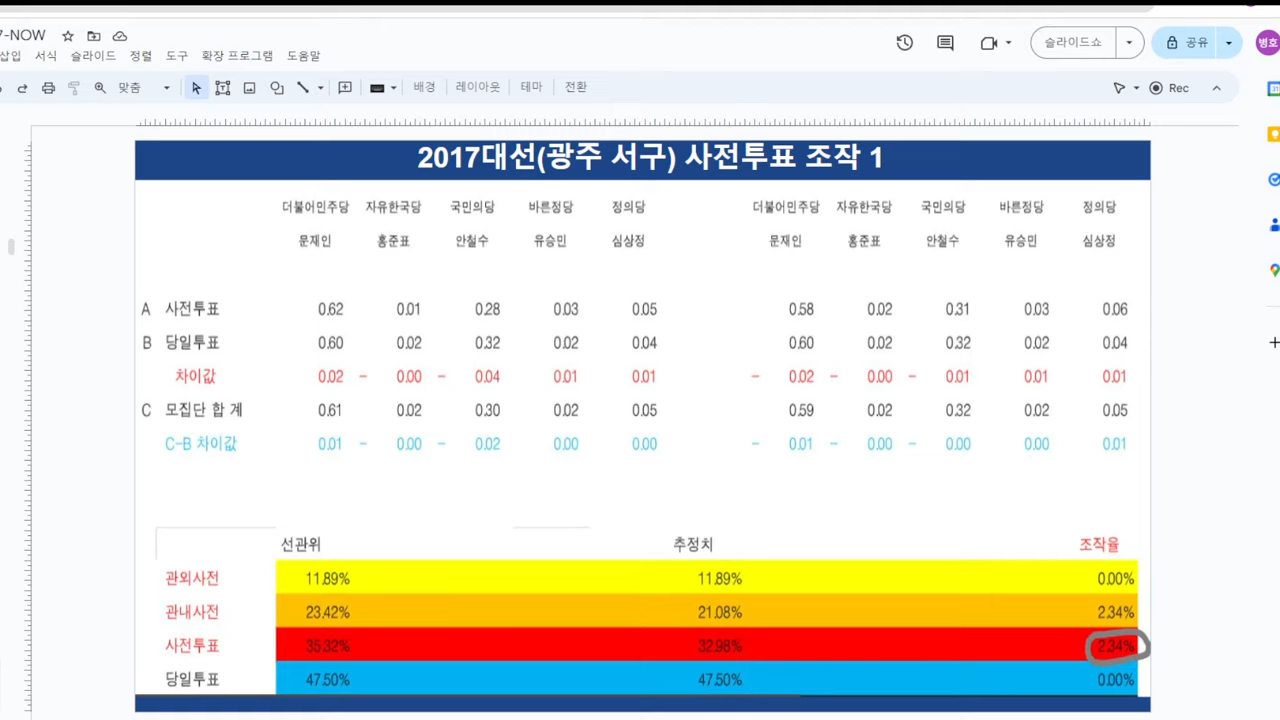 7-NOW
삽입 서식 슬라이드 정렬 도구 확장 프로그램 도움말
슬라이드쇼 공유 병호
맞춤 배경 레이아웃 테마 전환 Rec
2017대선(광주 서구) 사전투표 조작 1
더불어민주당 자유한국당 국민의당 바른정당 정의당 더불어민주당 자유한국당 국민의당 바른정당 정의당
문재인 홍준표 안철수 유승민 심상정 문재인 홍준표 안철수 유승민 심상정
A 사전투표 0.62 0.01 0.28 0.03 0.05 0.58 0.02 0.31 0.03 0.06
B 당일투표 0.60 0.02 0.32 0.02 0.04 0.60 0.02 0.32 0.02 0.04
차이값 0.02 - 0.00 - 0.04 0.01 0.01 - 0.02 - 0.00 - 0.01 0.01 0.01
C 모집단 합 계 0.61 0.02 0.30 0.02 0.05 0.59 0.02 0.32 0.02 0.05
C-B 차이값 0.01 - 0.00 - 0.02 0.00 0.00 - 0.01 - 0.00 - 0.00 0.00 0.01
선관위 추정치 조작율
관외사전 11.89% 11.89% 0.00%
관내사전 23.42% 21.08% 2.34%
사전투표 35.32% 32.98% 2.34%
당일투표 47.50% 47.50% 0.00%